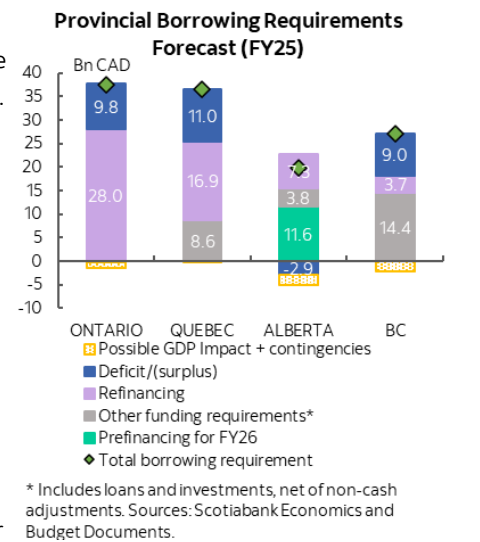 Provincial Borrowing Requirements
Forecast (FY25)
e
.
Bn CAD
40
35
30
25
20
15
10
5
0
-5
-10
9.8
28.0
11.0
16.9
8.6
3.8
11.6
-2.9
9.0
3.7
14.4
ONTARIO QUEBEC ALBERTA BC
Possible GDP Impact + contingencies
Deficit/(surplus)
Refinancing
Other funding requirements*
Prefinancing for FY26
Total borrowing requirement
* Includes loans and investments, net of non-cash
adjustments. Sources: Scotiabank Economics and
r Budget Documents.